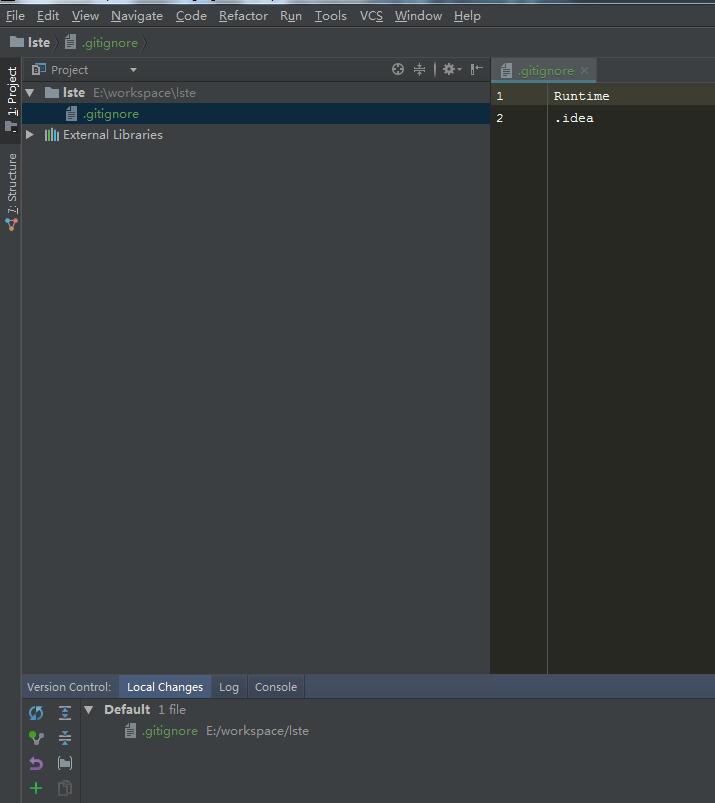 File Edit View Navigate Code Refactor Run Tools VCS Window Help
lste .gitignore
1: Project
7: Structure
Project
lste E:\workspace\lste
.gitignore
External Libraries
.gitignore
1 Runtime
2 .idea
Version Control: Local Changes Log Console
Default 1 file
.gitignore E:/workspace/lste